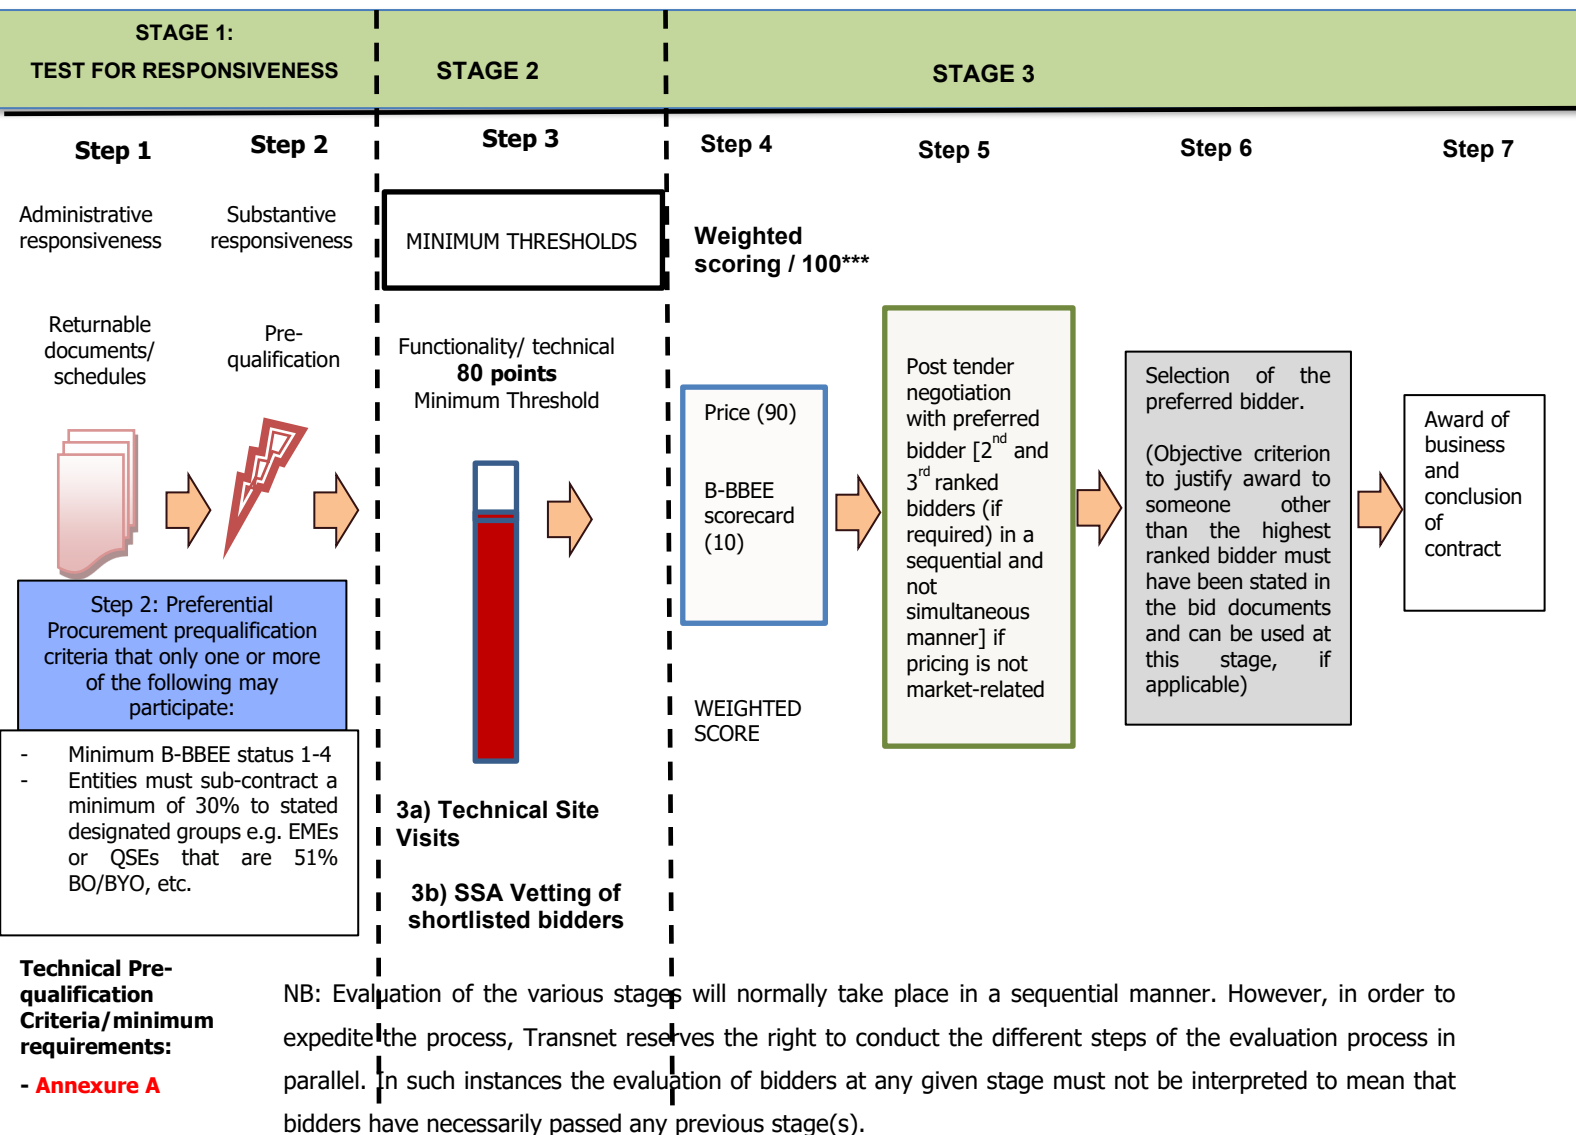 STAGE 1:
TEST FOR RESPONSIVENESS
STAGE 2
STAGE 3
Step 1
Step 2
Step 3
Step 4
Step 5
Step 6
Step 7
Administrative
responsiveness
Substantive
responsiveness
MINIMUM THRESHOLDS
Weighted
scoring / 100***
Returnable
documents/
schedules
Pre-
qualification
Functionality/ technical
80 points
Minimum Threshold
Price (90)
B-BBEE
scorecard
(10)
WEIGHTED
SCORE
Post tender
negotiation
with preferred
bidder [2nd and
3rd ranked
bidders (if
required) in a
sequential and
not
simultaneous
manner] if
pricing is not
market-related
Selection of the
preferred bidder.
(Objective criterion
to justify award to
someone other
than the highest
ranked bidder must
have been stated in
the bid documents
and can be used at
this stage, if
applicable)
Award of
business
and
conclusion
of
contract
Step 2: Preferential
Procurement prequalification
criteria that only one or more
of the following may
participate:
- Minimum B-BBEE status 1-4
- Entities must sub-contract a
minimum of 30% to stated
designated groups e.g. EMEs
or QSEs that are 51%
BO/BYO, etc.
3a) Technical Site
Visits
3b) SSA Vetting of
shortlisted bidders
Technical Pre-
qualification
Criteria/minimum
requirements:
- Annexure A
NB: Evaluation of the various stages will normally take place in a sequential manner. However, in order to
expedite the process, Transnet reserves the right to conduct the different steps of the evaluation process in
parallel. In such instances the evaluation of bidders at any given stage must not be interpreted to mean that
bidders have necessarily passed any previous stage(s).